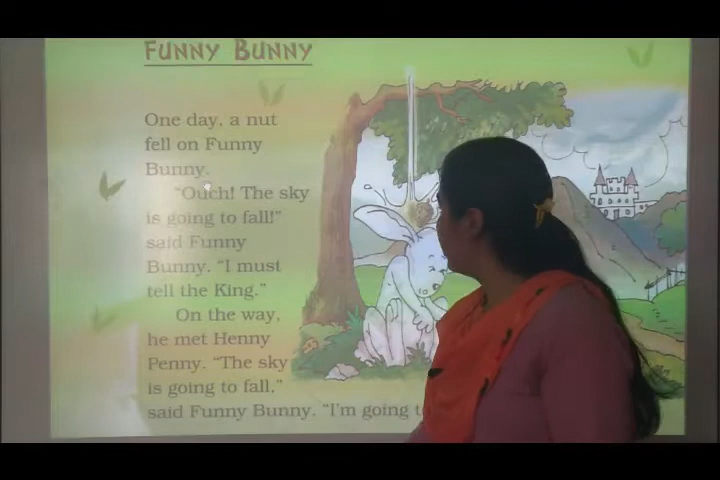 FUNNY BUNNY
One day, a nut
fell on Funny
Bunny.
"Ouch! The sky
is going to fall!"
said Funny
Bunny. "I must
tell the King."
On the way,
he met Henny
Penny. "The sky
is going to fall,"
said Funny Bunny. "I'm going